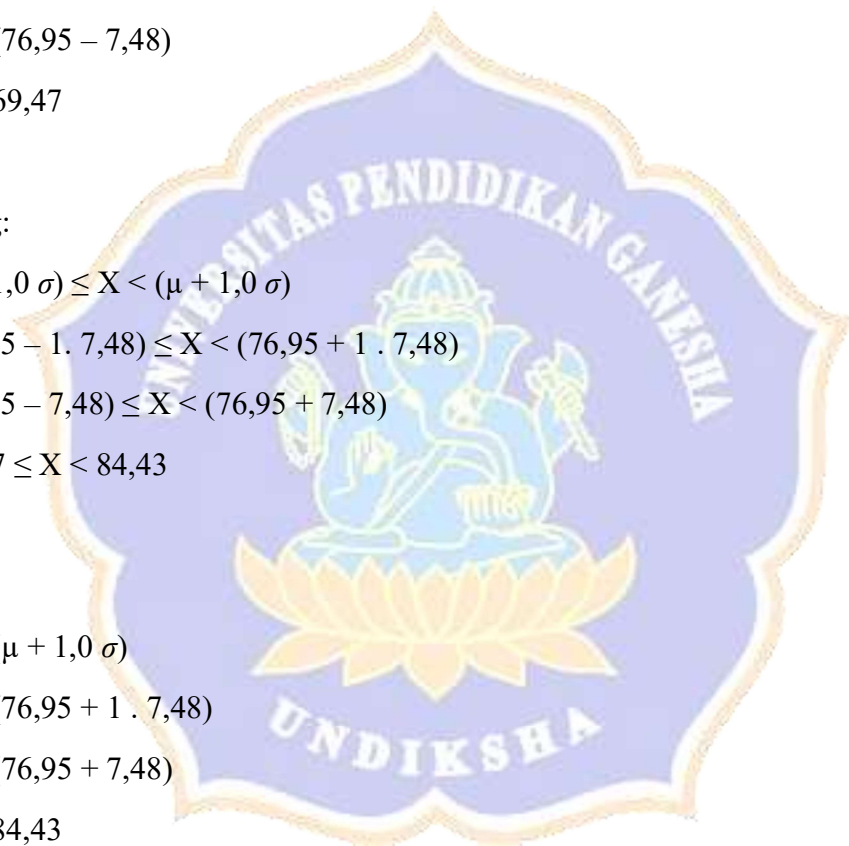 (76,95 – 7,48)
69,47
g:
1,0 σ) ≤ X < (μ + 1,0 σ)
5 – 1. 7,48) ≤ X < (76,95 + 1 . 7,48)
5 – 7,48) ≤ X < (76,95 + 7,48)
7 ≤ X < 84,43
μ + 1,0 σ)
(76,95 + 1 . 7,48)
(76,95 + 7,48)
84,43
UNIVERSITAS PENDIDIKAN GANESHA
UNDIKSHA